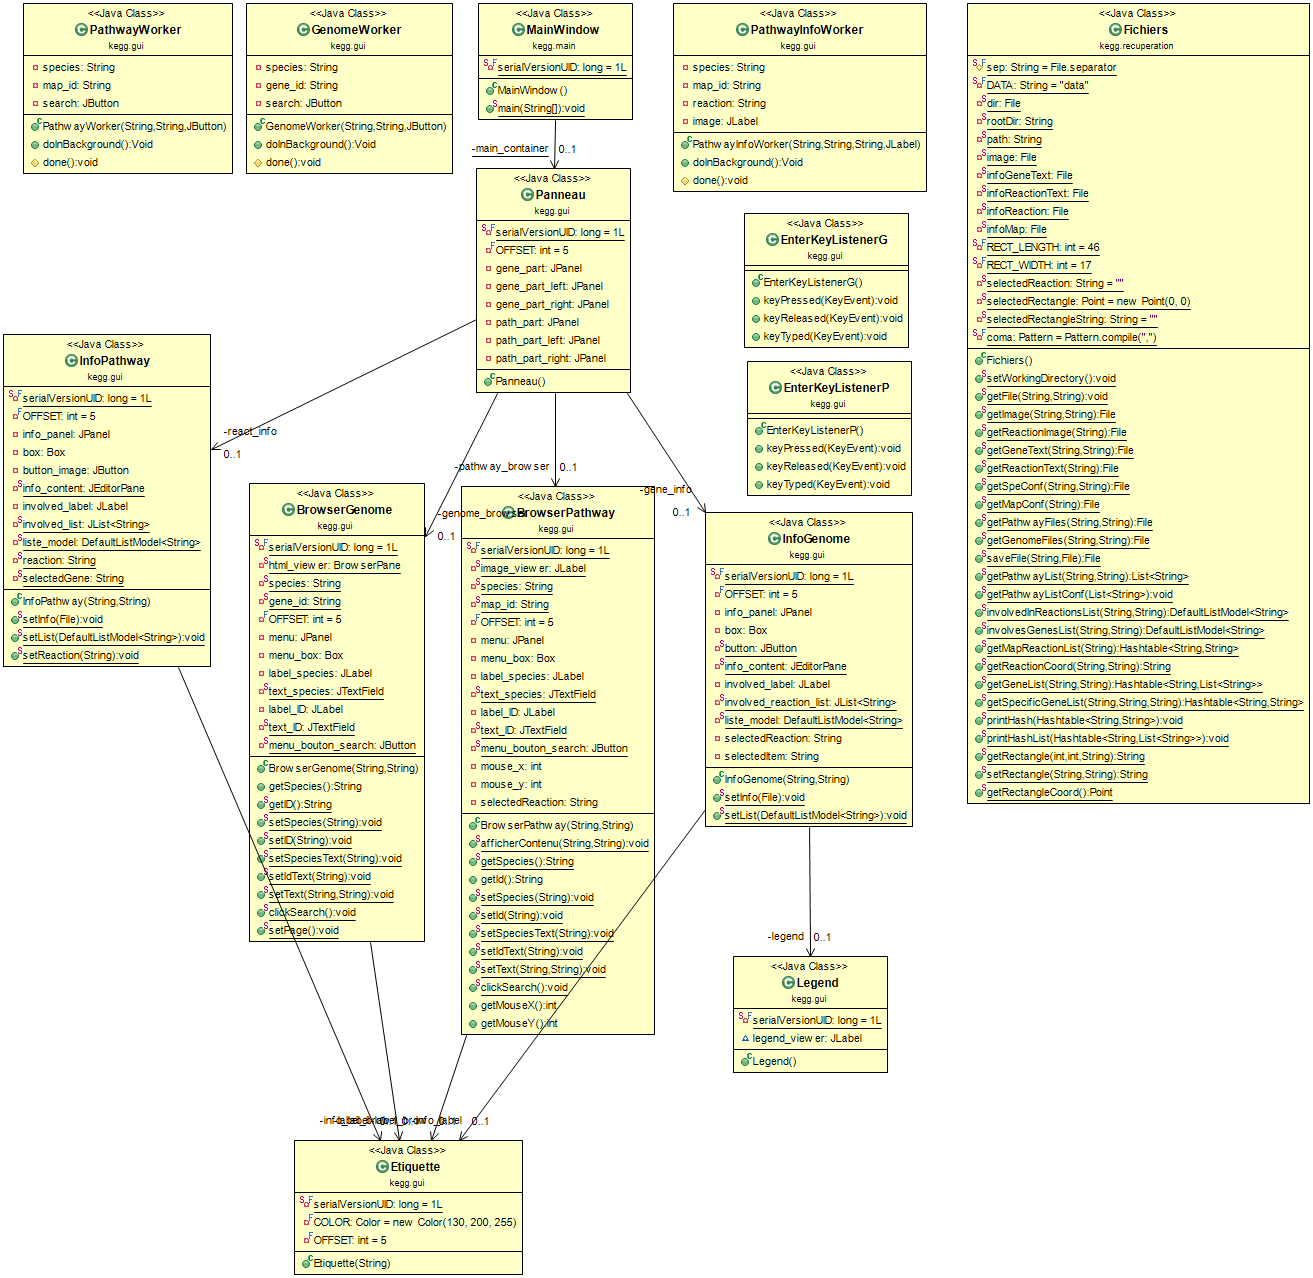 <<Java Class>>
PathwayWorker
kegg.gui
species: String
map_id: String
search: JButton
PathwayWorker(String,String,JButton)
doInBackground():Void
done():void
<<Java Class>>
GenomeWorker
kegg.gui
species: String
gene_id: String
search: JButton
GenomeWorker(String,String,JButton)
doInBackground():Void
done():void
<<Java Class>>
MainWindow
kegg.main
serialVersionUID: long = 1L
MainWindow()
main(String[]):void
<<Java Class>>
PathwayInfoWorker
kegg.gui
species: String
map_id: String
reaction: String
image: JLabel
PathwayInfoWorker(String,String,String,JLabel)
doInBackground():Void
done():void
<<Java Class>>
Fichiers
kegg.recuperation
sep: String = File.separator
DATA: String = "data"
dir: File
rootDir: String
path: String
image: File
infoGeneText: File
infoReactionText: File
infoReaction: File
infoMap: File
RECT_LENGTH: int = 46
RECT_WIDTH: int = 17
selectedReaction: String = ""
selectedRectangle: Point = new Point(0, 0)
selectedRectangleString: String = ""
coma: Pattern = Pattern.compile(",")
Fichiers()
setWorkingDirectory():void
getFile(String,String):void
getImage(String,String):File
getReactionImage(String):File
getGeneText(String,String):File
getReactionText(String):File
getSpeConf(String,String):File
getMapConf(String):File
getPathwayFiles(String,String):File
getGenomeFiles(String,String):File
saveFile(String,File):File
getPathwayList(String,String):List<String>
getPathwayListConf(List<String>):void
involvedInReactionsList(String,String):DefaultListModel<String>
involvesGenesList(String,String):DefaultListModel<String>
getMapReactionList(String):Hashtable<String,String>
getReactionCoord(String,String):String
getGeneList(String,String):Hashtable<String,List<String>>
getSpecificGeneList(String,String,String):Hashtable<String,String>
printHash(Hashtable<String,String>):void
printHashList(Hashtable<String,List<String>>):void
getRectangle(int,int,String):String
setRectangle(String,String):String
getRectangleCoord():Point
-main_container
0..1
<<Java Class>>
Panneau
kegg.gui
serialVersionUID: long = 1L
OFFSET: int = 5
gene_part: JPanel
gene_part_left: JPanel
gene_part_right: JPanel
path_part: JPanel
path_part_left: JPanel
path_part_right: JPanel
Panneau()
<<Java Class>>
EnterKeyListenerG
kegg.gui
EnterKeyListenerG()
keyPressed(KeyEvent):void
keyReleased(KeyEvent):void
keyTyped(KeyEvent):void
<<Java Class>>
EnterKeyListenerP
kegg.gui
EnterKeyListenerP()
keyPressed(KeyEvent):void
keyReleased(KeyEvent):void
keyTyped(KeyEvent):void
<<Java Class>>
InfoPathway
kegg.gui
serialVersionUID: long = 1L
OFFSET: int = 5
info_panel: JPanel
box: Box
button_image: JButton
info_content: JEditorPane
involved_label: JLabel
involved_list: JList<String>
liste_model: DefaultListModel<String>
reaction: String
selectedGene: String
InfoPathway(String,String)
setInfo(File):void
setList(DefaultListModel<String>):void
setReaction(String):void
-react_info
0..1
-pathway_browser
0..1
-genome_browser
0..1
-gene_info
0..1
<<Java Class>>
BrowserGenome
kegg.gui
serialVersionUID: long = 1L
html_viewer: BrowserPane
species: String
gene_id: String
OFFSET: int = 5
menu: JPanel
menu_box: Box
label_species: JLabel
text_species: JTextField
label_ID: JLabel
text_ID: JTextField
menu_bouton_search: JButton
BrowserGenome(String,String)
getSpecies():String
getID():String
setSpecies(String):void
setID(String):void
setSpeciesText(String):void
setIdText(String):void
setText(String,String):void
clickSearch():void
setPage():void
<<Java Class>>
BrowserPathway
kegg.gui
serialVersionUID: long = 1L
image_viewer: JLabel
species: String
map_id: String
OFFSET: int = 5
menu: JPanel
menu_box: Box
label_species: JLabel
text_species: JTextField
label_ID: JLabel
text_ID: JTextField
menu_bouton_search: JButton
mouse_x: int
mouse_y: int
selectedReaction: String
BrowserPathway(String,String)
afficherContenu(String,String):void
getSpecies():String
getId():String
setSpecies(String):void
setId(String):void
setSpeciesText(String):void
setIdText(String):void
setText(String,String):void
clickSearch():void
getMouseX():int
getMouseY():int
<<Java Class>>
InfoGenome
kegg.gui
serialVersionUID: long = 1L
OFFSET: int = 5
info_panel: JPanel
box: Box
button: JButton
info_content: JEditorPane
involved_label: JLabel
involved_reaction_list: JList<String>
liste_model: DefaultListModel<String>
selectedReaction: String
selectedItem: String
InfoGenome(String,String)
setInfo(File):void
setList(DefaultListModel<String>):void
-legend
0..1
<<Java Class>>
Legend
kegg.gui
serialVersionUID: long = 1L
legend_viewer: JLabel
Legend()
0..1
<<Java Class>>
Etiquette
kegg.gui
serialVersionUID: long = 1L
COLOR: Color = new Color(130, 200, 255)
OFFSET: int = 5
Etiquette(String)